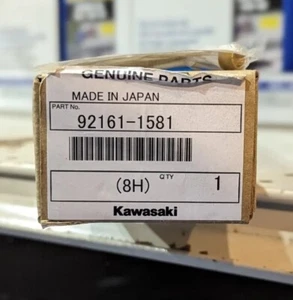 GENUINE PARTS
MADE IN JAPAN
PART No.
92161-1581
(8H) QTY 1
Kawasaki